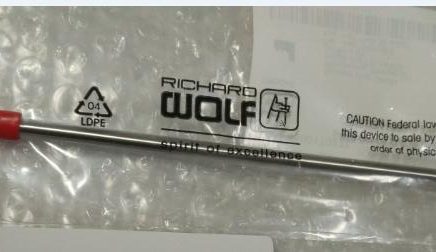 RICHARD
WOLF
spirit of excellence
04
LDPE
CAUTION Federal law
this device to sale by
order of physic